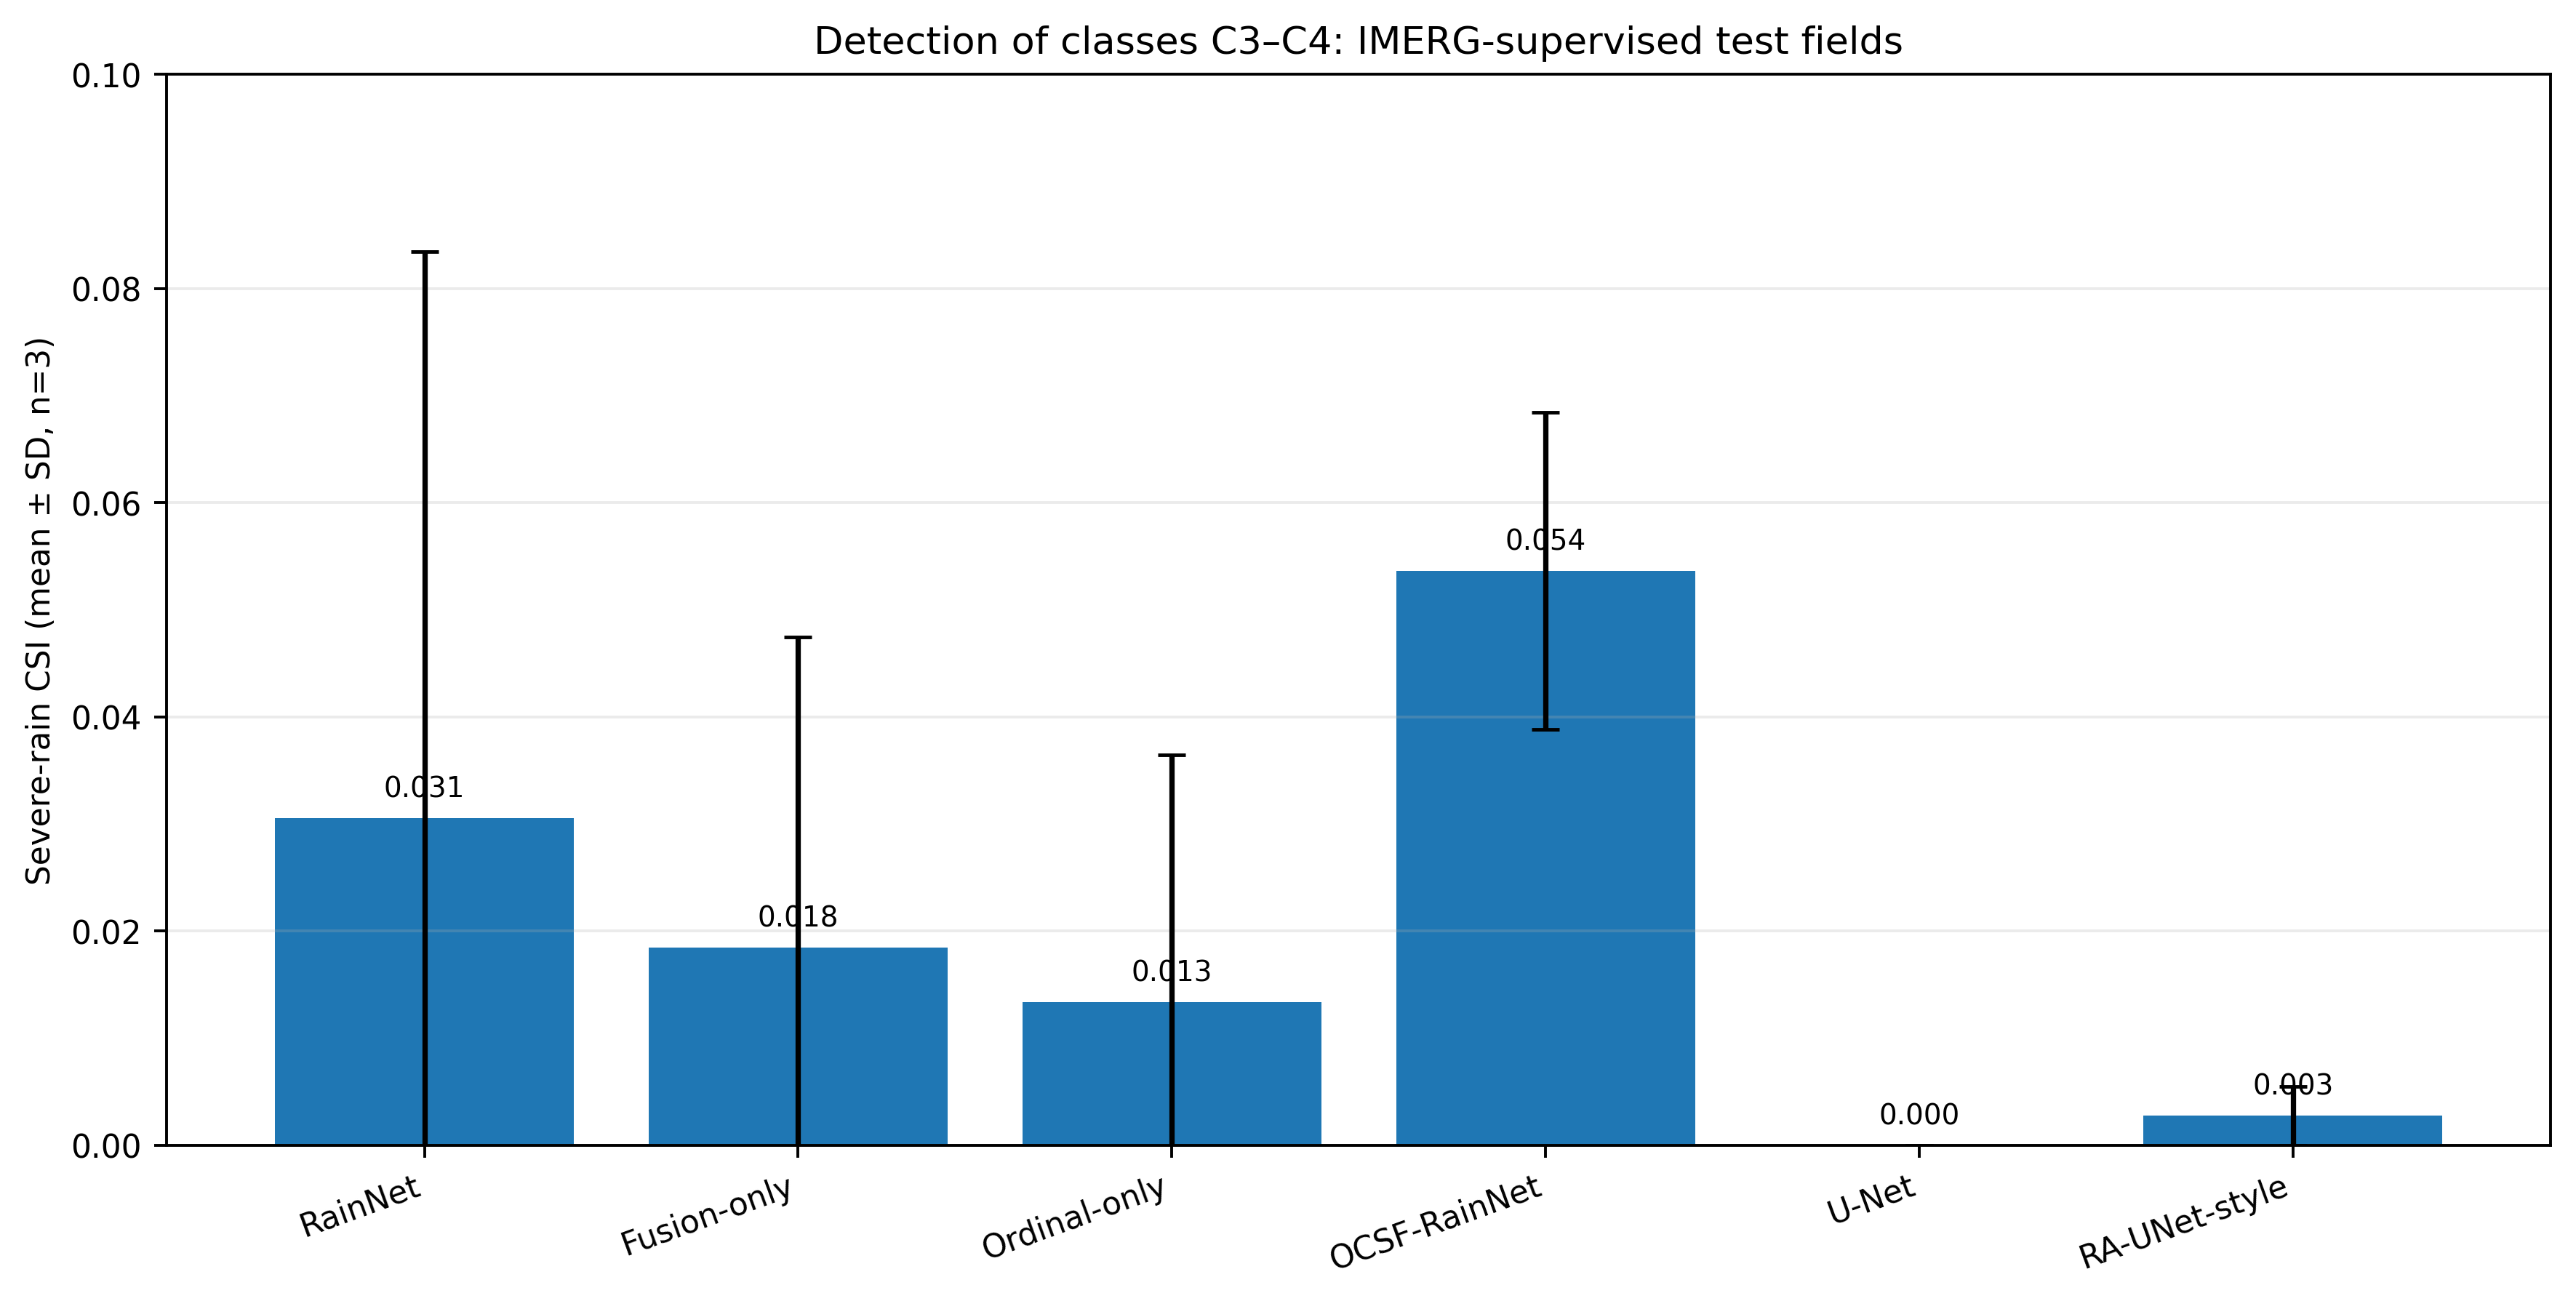 Detection of classes C3–C4: IMERG-supervised test fields
Severe-rain CSI (mean ± SD, n=3)
0.10
0.08
0.06
0.04
0.02
0.00
0.031
0.018
0.013
0.054
0.000
0.003
RainNet
Fusion-only
Ordinal-only
OCSF-RainNet
U-Net
RA-UNet-style